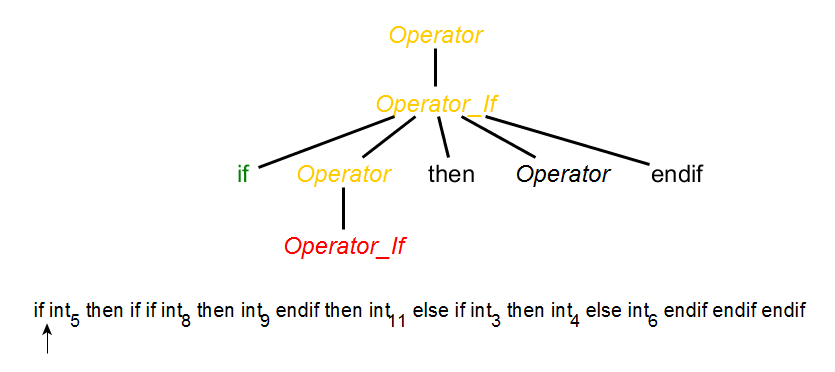 Operator
Operator_If
if Operator then Operator endif
Operator_If
if int5 then if if int8 then int9 endif then int11 else if int3 then int4 else int6 endif endif endif